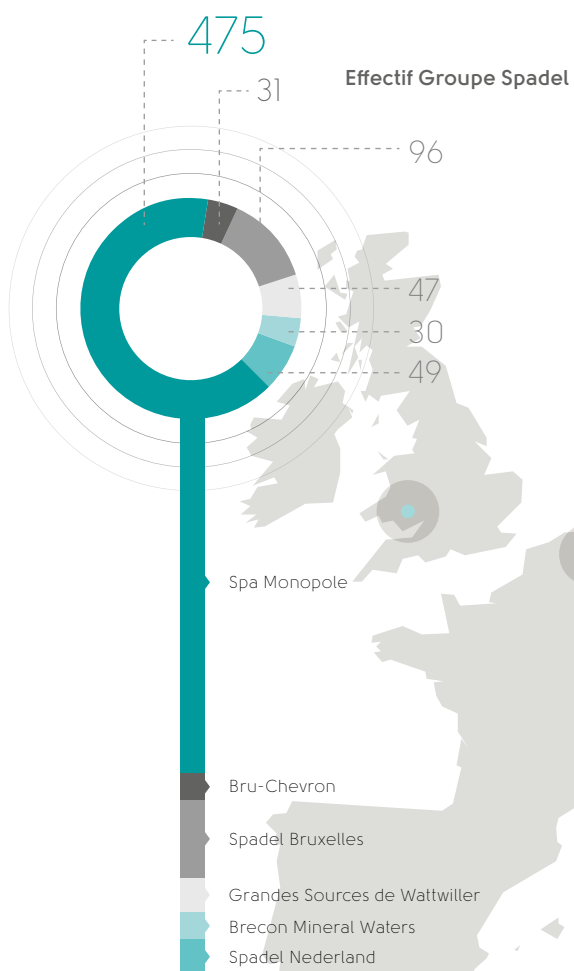 475
31
Effectif Groupe Spadel
96
47
30
49
Spa Monopole
Bru-Chevron
Spadel Bruxelles
Grandes Sources de Wattwiller
Brecon Mineral Waters
Spadel Nederland